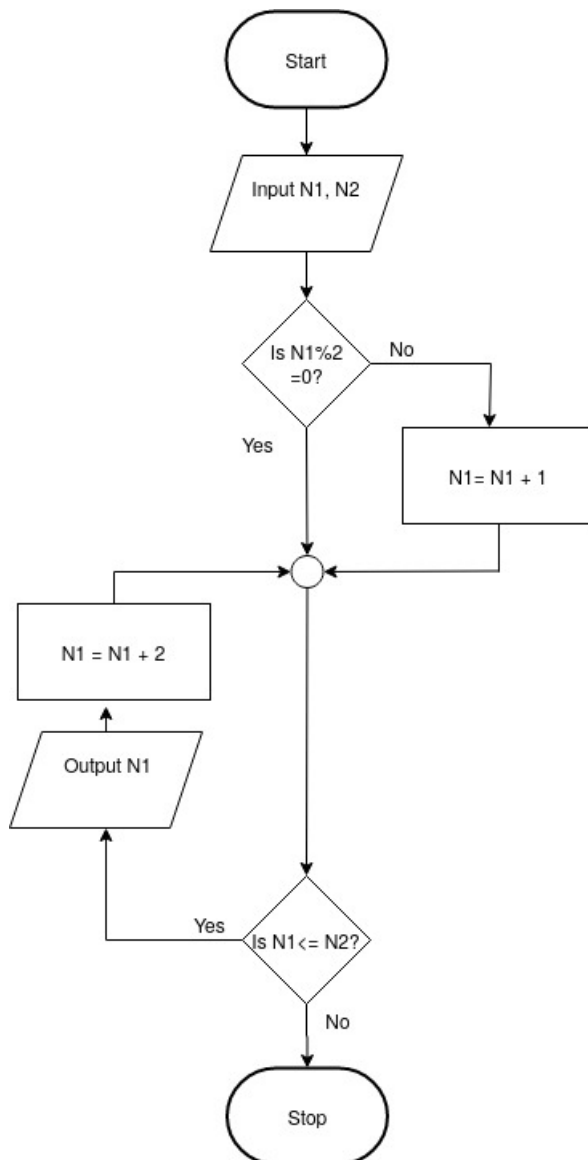 Start
Input N1, N2
Is N1%2
=0?
No
Yes
N1= N1 + 1
N1 = N1 + 2
Output N1
Yes
Is N1<= N2?
No
Stop